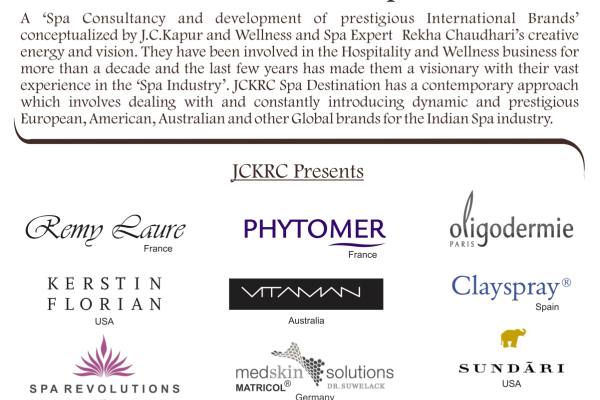 A ‘Spa Consultancy and development of prestigious International Brands’
conceptualized by J.C.Kapur and Wellness and Spa Expert Rekha Chaudhari’s creative
energy and vision. They have been involved in the Hospitality and Wellness business for
more than a decade and the last few years has made them a visionary with their vast
experience in the ‘Spa Industry’. JCKRC Spa Destination has a contemporary approach
which involves dealing with and constantly introducing dynamic and prestigious
European, American, Australian and other Global brands for the Indian Spa industry.
JCKRC Presents
Remy Laure
France
PHYTOMER
France
oligodermie
PARIS
KERSTIN
FLORIAN
USA
VITAMAN
Australia
Clayspray®
Spain
SPA REVOLUTIONS
medskin solutions
MATRICOL® DR. SUWELACK
Germany
SUNDÃRI
USA